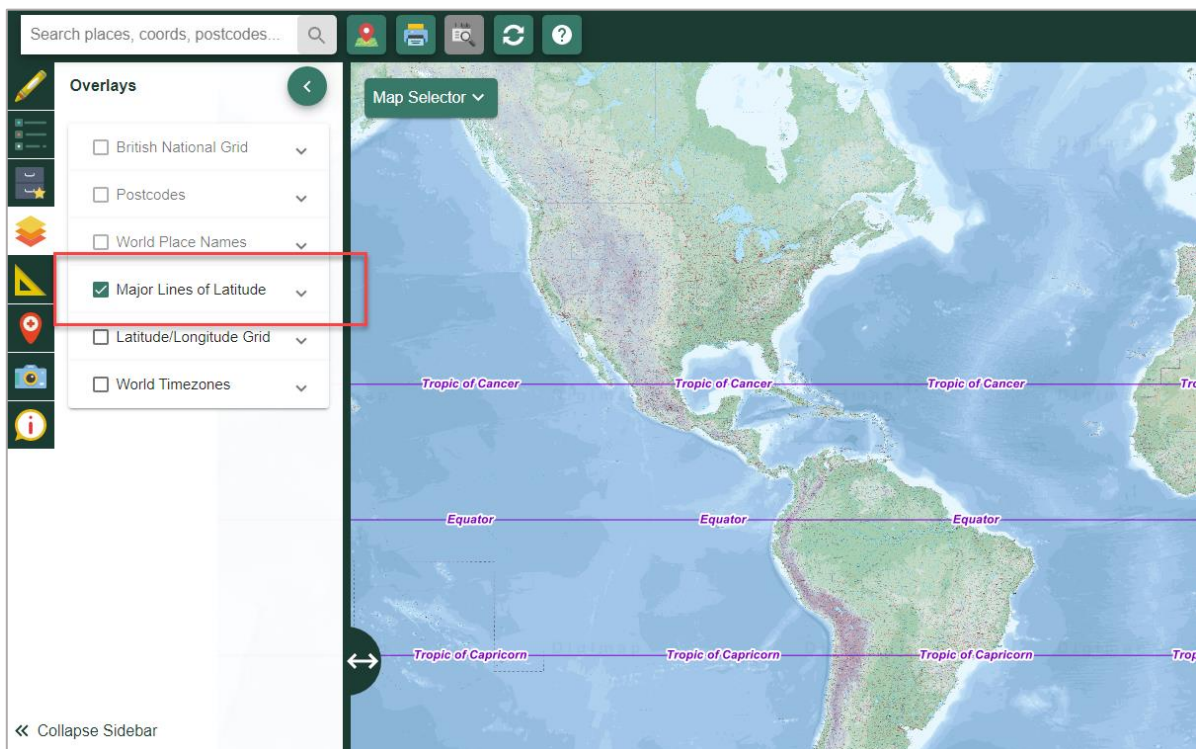 Search places, coords, postcodes...
Overlays
Map Selector
British National Grid
Postcodes
World Place Names
Major Lines of Latitude
Latitude/Longitude Grid
World Timezones
Tropic of Cancer Tropic of Cancer Tropic of Cancer
Equator Equator Equator
Tropic of Capricorn Tropic of Capricorn Tropic of Capricorn
Collapse Sidebar